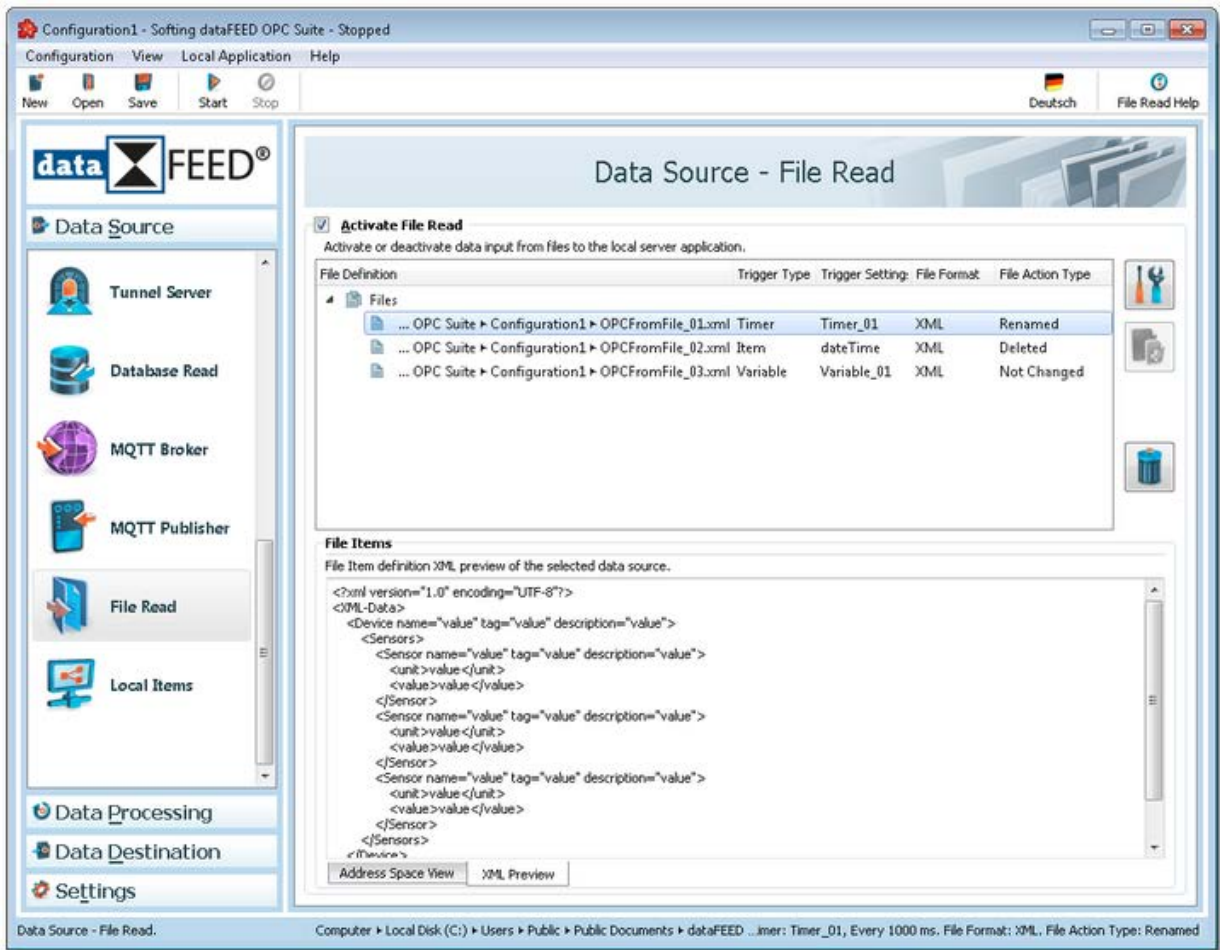 Configuration1 - Softing dataFEED OPC Suite - Stopped
Configuration View Local Application Help
New Open Save Start Stop Deutsch File Read Help
data FEED®
Data Source - File Read
Data Source
Activate File Read
Activate or deactivate data input from files to the local server application.
File Definition Trigger Type Trigger Setting: File Format File Action Type
Files
... OPC Suite ▸ Configuration1 ▸ OPCFromFile_01.xml Timer Timer_01 XML Renamed
... OPC Suite ▸ Configuration1 ▸ OPCFromFile_02.xml Item dateTime XML Deleted
... OPC Suite ▸ Configuration1 ▸ OPCFromFile_03.xml Variable Variable_01 XML Not Changed
Tunnel Server
Database Read
MQTT Broker
MQTT Publisher
File Read
Local Items
File Items
File Item definition XML preview of the selected data source.
<?xml version="1.0" encoding="UTF-8"?>
<XML-Data>
<Device name="value" tag="value" description="value">
<Sensors>
<Sensor name="value" tag="value" description="value">
<unit>value</unit>
<value>value</value>
</Sensor>
<Sensor name="value" tag="value" description="value">
<unit>value</unit>
<value>value</value>
</Sensor>
<Sensor name="value" tag="value" description="value">
<unit>value</unit>
<value>value</value>
</Sensor>
</Sensors>
</Device>
Address Space View XML Preview
Data Processing
Data Destination
Settings
Data Source - File Read. Computer ▸ Local Disk (C:) ▸ Users ▸ Public ▸ Public Documents ▸ dataFEED ...imer: Timer_01, Every 1000 ms. File Format: XML. File Action Type: Renamed